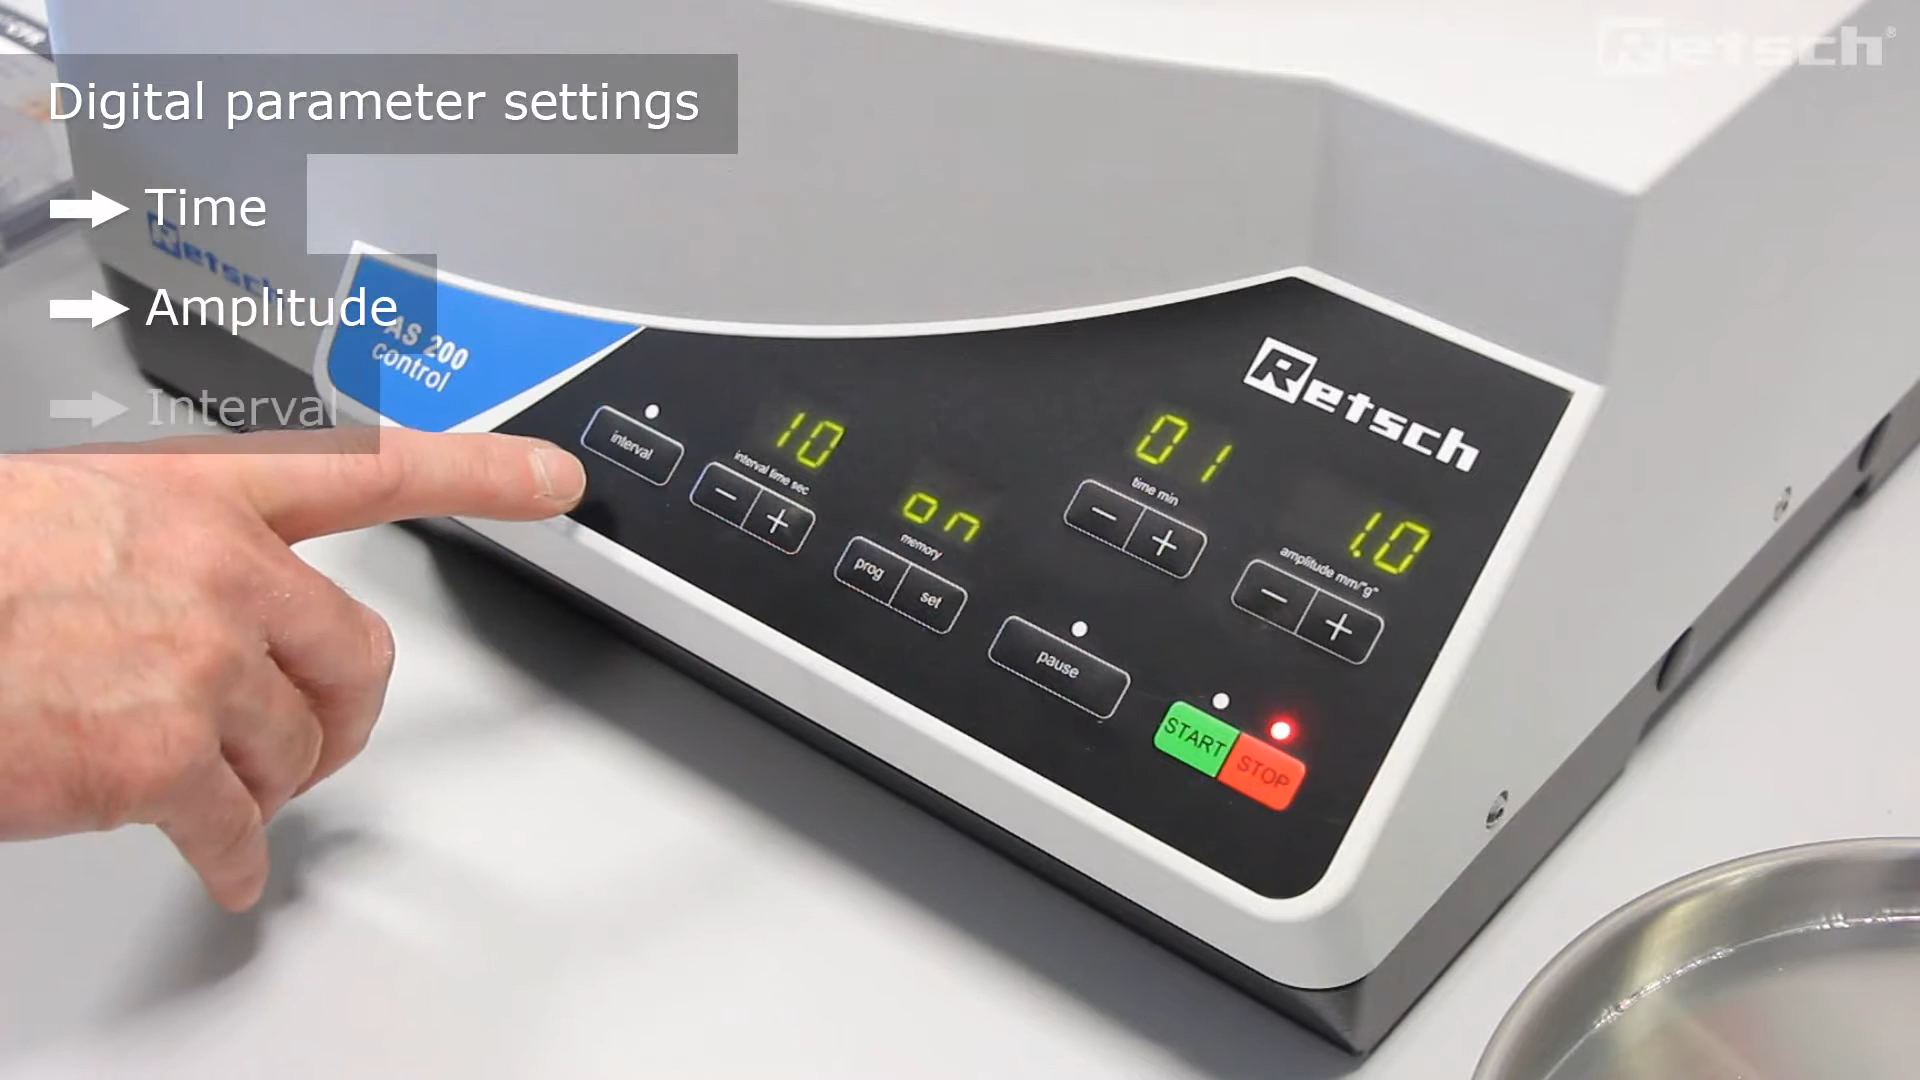 Retsch®
Digital parameter settings
Time
Retsch
Amplitude
AS 200
control
Interval
Retsch
interval
10
interval time sec
- +
on
memory
prog set
01
time min
- +
1.0
amplitude mm/"g"
- +
pause
START STOP